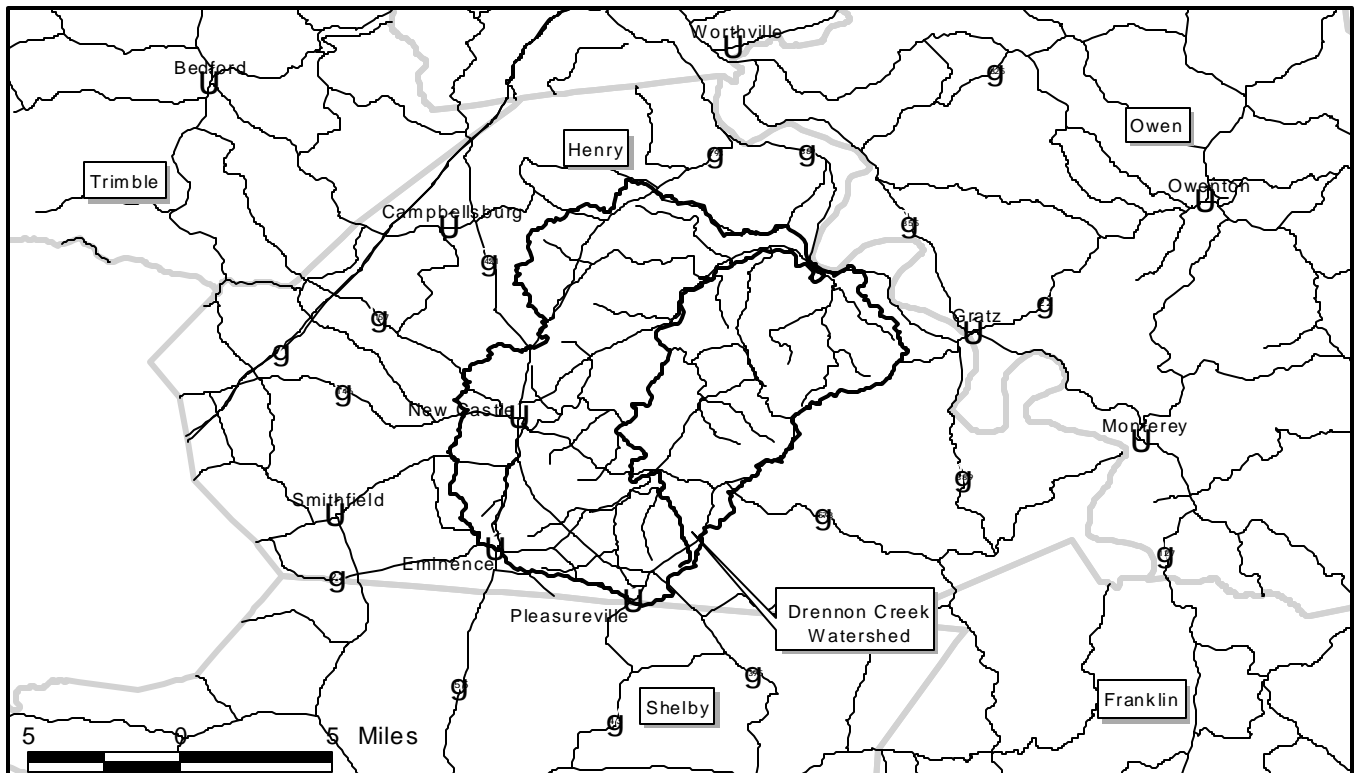 Worthville
U
Bedford
U
g
Owen
Henry
g
g
Trimble
Owenton
U
Campbellsburg
U
g
g
g
g
Gratz
U
g
g
New Castle
U
Monterey
U
g
Smithfield
U
g
Eminence
U
g
g
Pleasureville
U
Drennon Creek
Watershed
g
g
Shelby
g
Franklin
5 0 5 Miles